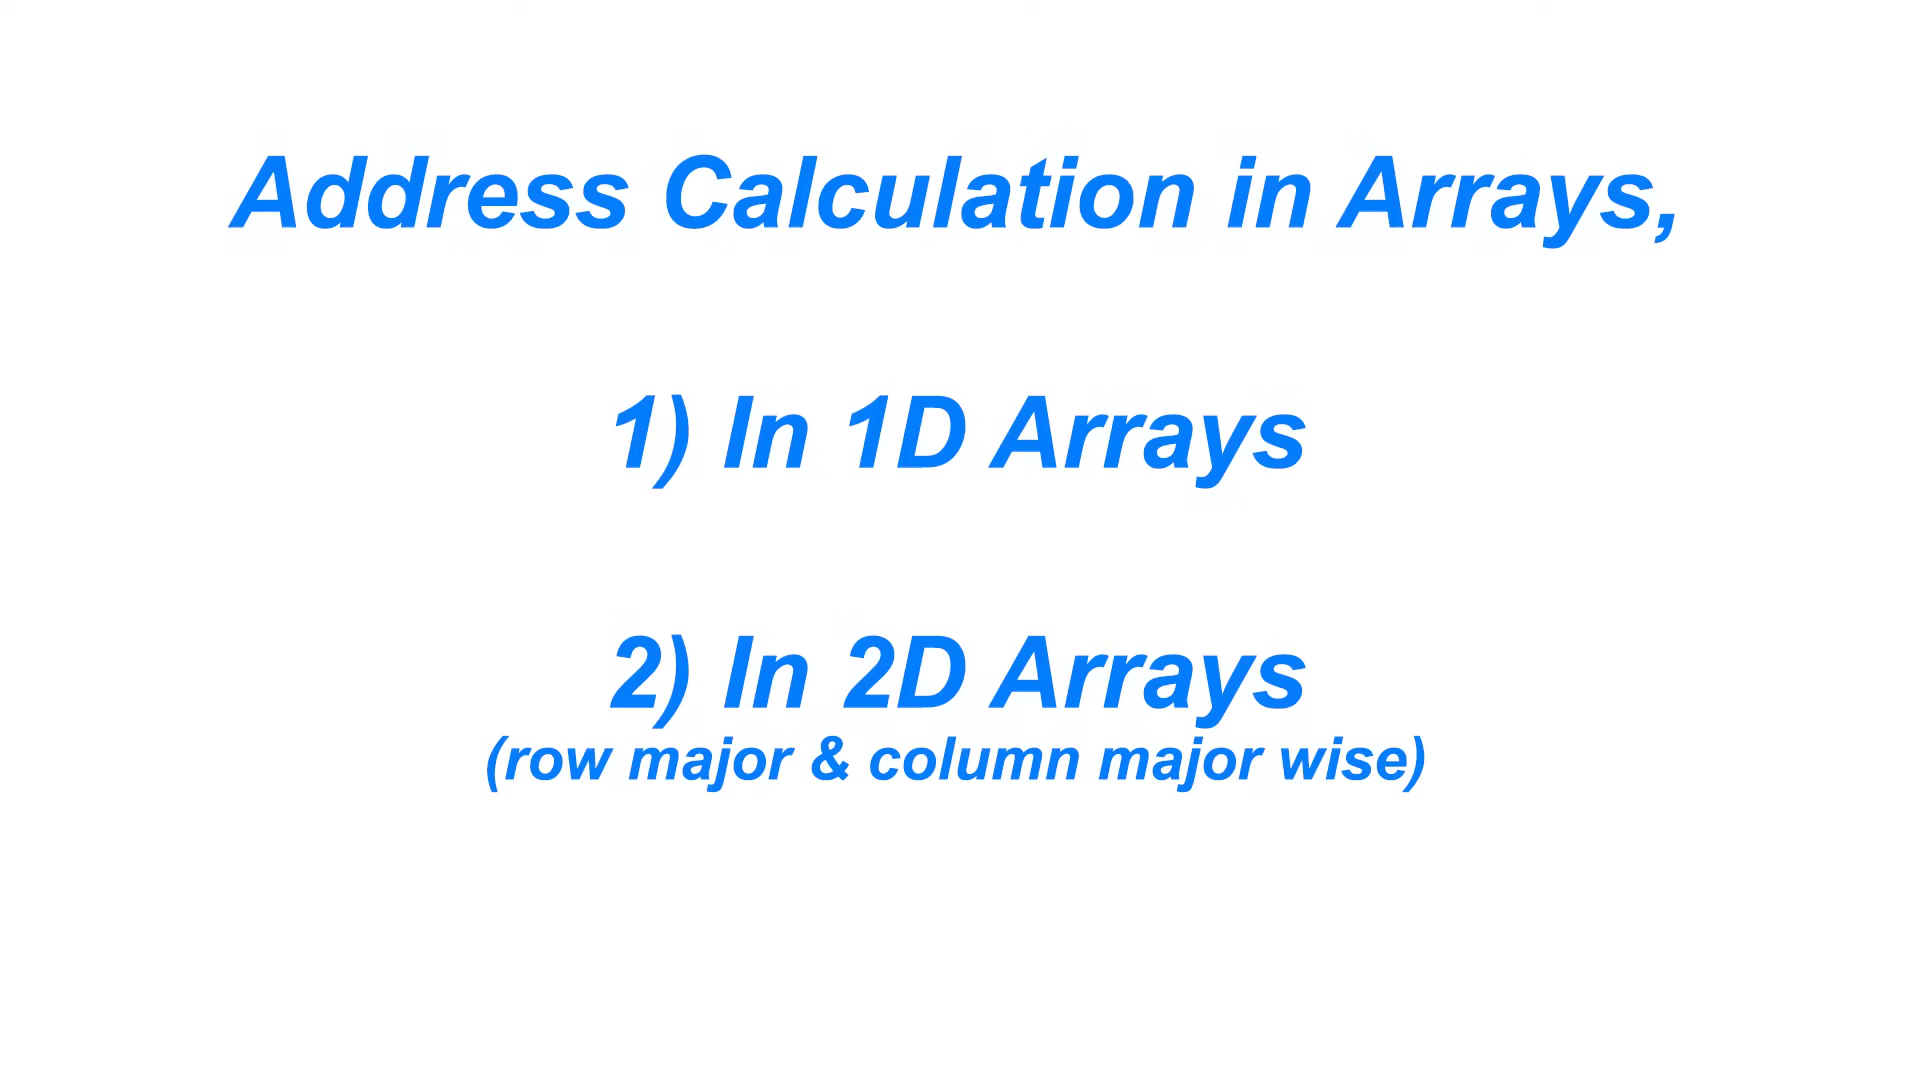 Address Calculation in Arrays,
1) In 1D Arrays
2) In 2D Arrays
(row major & column major wise)